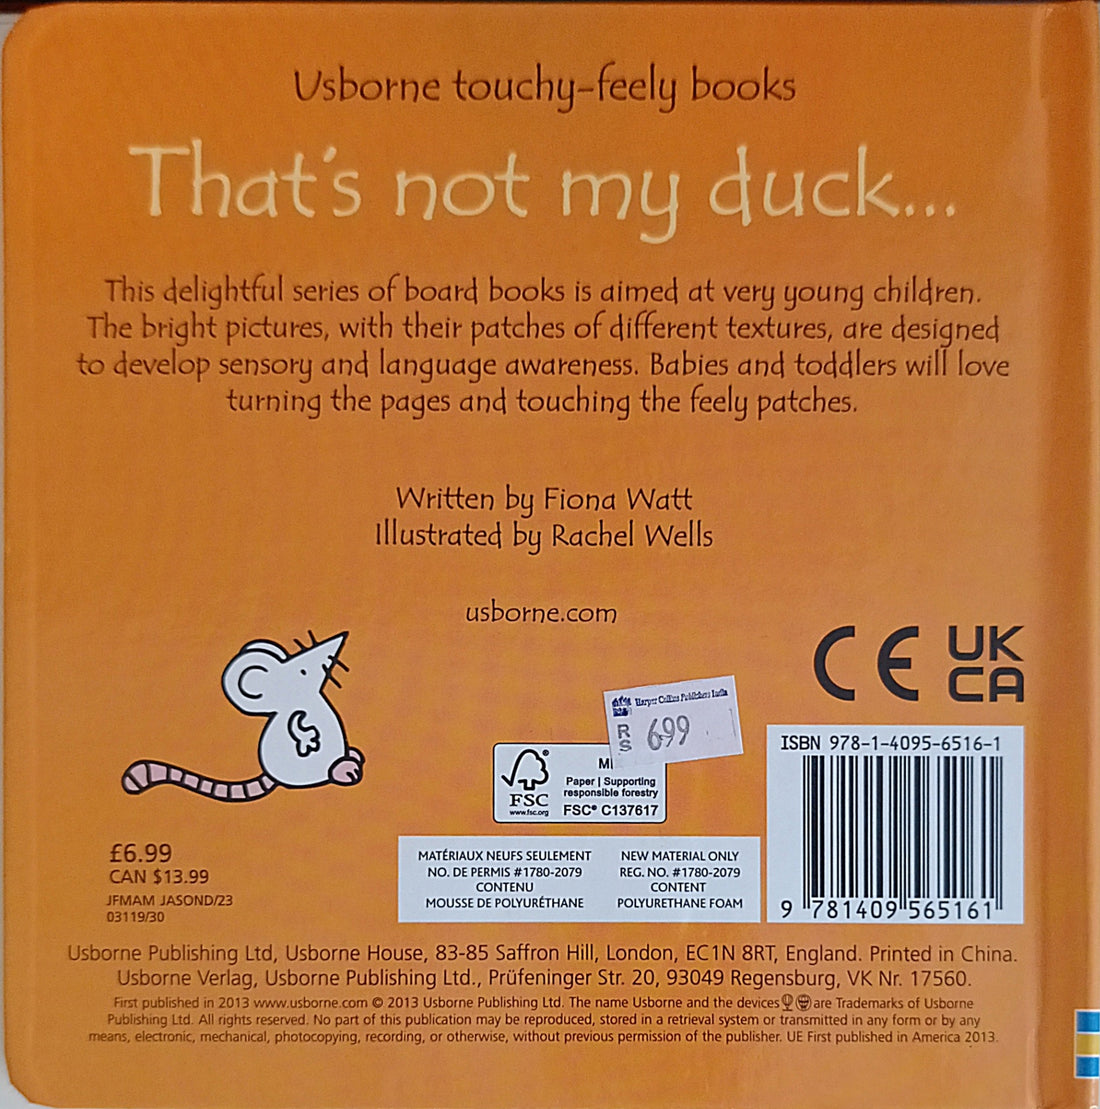 Usborne touchy-feely books
That's not my duck...
This delightful series of board books is aimed at very young children.
The bright pictures, with their patches of different textures, are designed
to develop sensory and language awareness. Babies and toddlers will love
turning the pages and touching the feely patches.
Written by Fiona Watt
Illustrated by Rachel Wells
usborne.com
CE
UK
CA
Harper Collins Publishers India
RS
699
ISBN 978-1-4095-6516-1
9 781409 565161
FSC®
www.fsc.org
Paper | Supporting
responsible forestry
FSC® C137617
£6.99
CAN $13.99
JFMAM JASOND/23
03119/30
MATÉRIAUX NEUFS SEULEMENT
NO. DE PERMIS #1780-2079
CONTENU
MOUSSE DE POLYURÉTHANE
NEW MATERIAL ONLY
REG. NO. #1780-2079
CONTENT
POLYURETHANE FOAM
Usborne Publishing Ltd, Usborne House, 83-85 Saffron Hill, London, EC1N 8RT, England. Printed in China.
Usborne Verlag, Usborne Publishing Ltd., Prüfeninger Str. 20, 93049 Regensburg, VK Nr. 17560.
First published in 2013 www.usborne.com © 2013 Usborne Publishing Ltd. The name Usborne and the devices are Trademarks of Usborne
Publishing Ltd. All rights reserved. No part of this publication may be reproduced, stored in a retrieval system or transmitted in any form or by any
means, electronic, mechanical, photocopying, recording, or otherwise, without previous permission of the publisher. UE First published in America 2013.